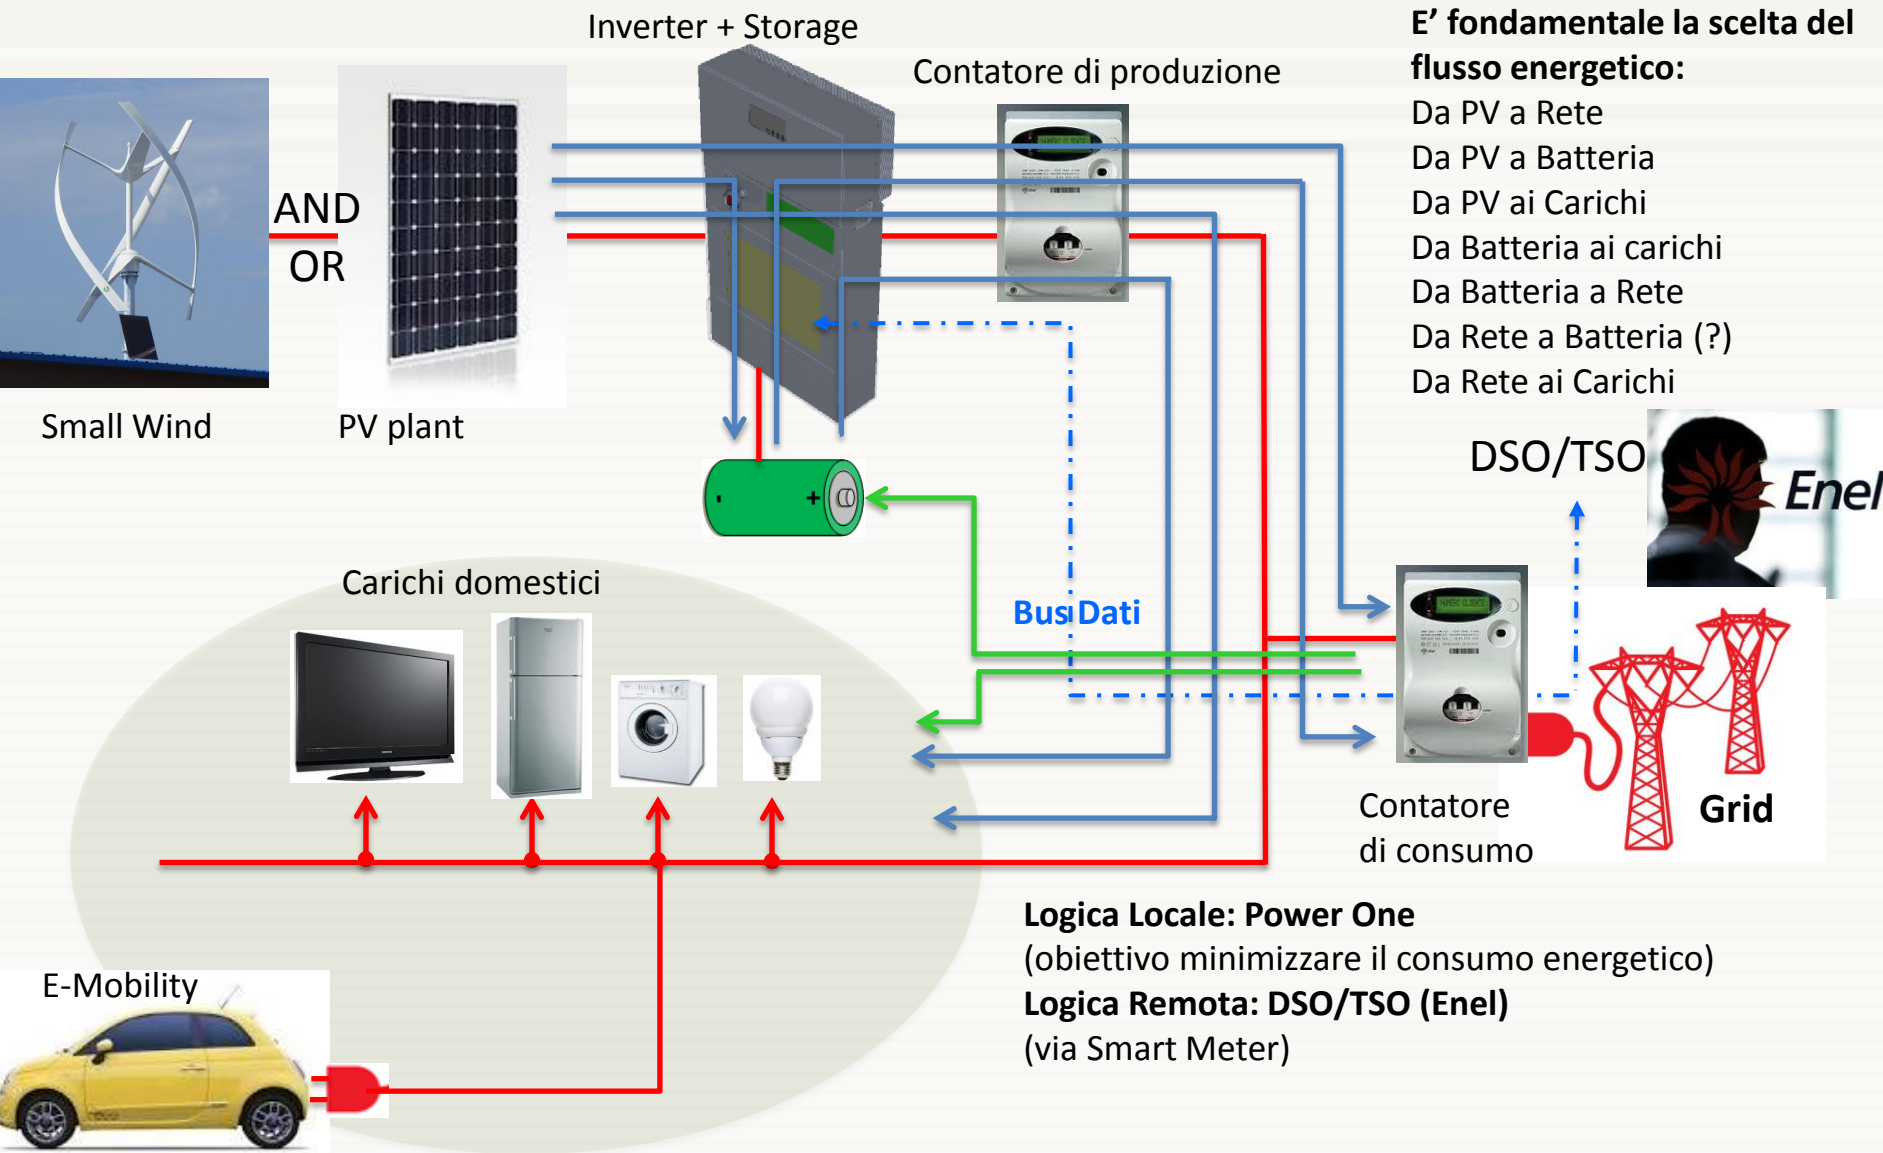 Inverter + Storage
Contatore di produzione
E’ fondamentale la scelta del
flusso energetico:
Da PV a Rete
Da PV a Batteria
Da PV ai Carichi
Da Batteria ai carichi
Da Batteria a Rete
Da Rete a Batteria (?)
Da Rete ai Carichi
AND
OR
Small Wind
PV plant
DSO/TSO
Enel
- +
Carichi domestici
Bus Dati
NUMERO CLIENTE
Grid
Contatore
di consumo
Logica Locale: Power One
(obiettivo minimizzare il consumo energetico)
Logica Remota: DSO/TSO (Enel)
(via Smart Meter)
E-Mobility